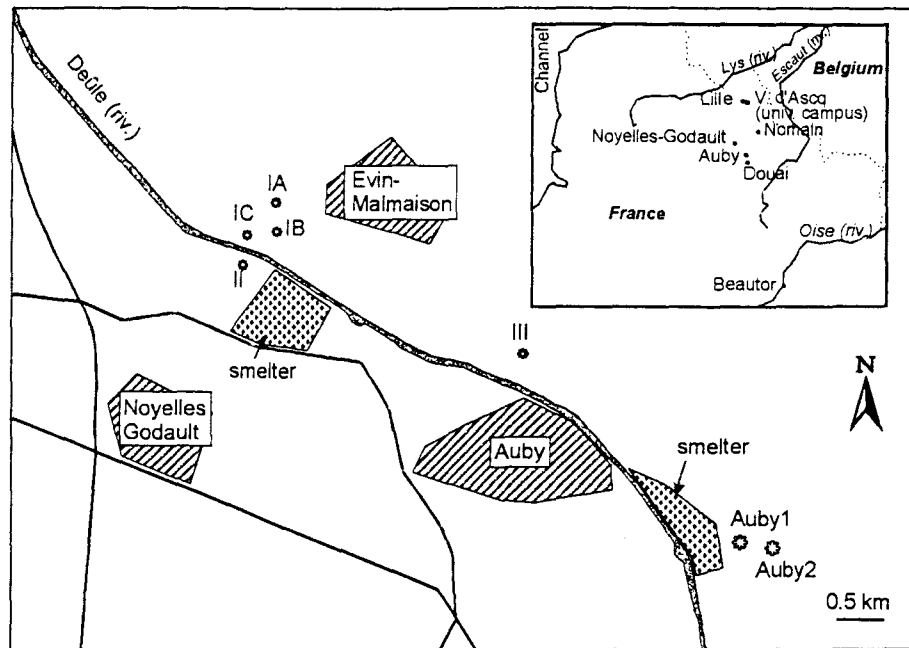 Deûle (riv.)
IA
IC
IB
II
Evin-
Malmaison
smelter
III
Noyelles
Godault
Auby
N
smelter
Auby1
Auby2
0.5 km
Channel
Lys (riv.)
Escaut (riv.)
Belgium
Lille
V. d'Ascq
(univ. campus)
Nomain
Noyelles-Godault
Auby
Douai
France
Oise (riv.)
Beautor